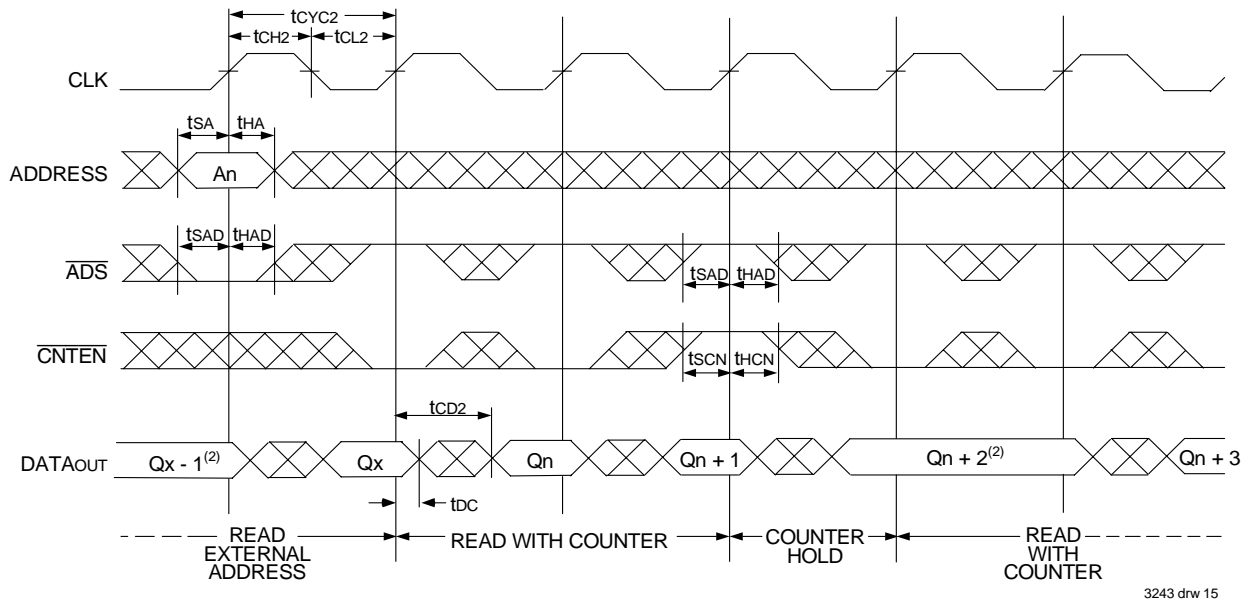 tCYC2
tCH2 tCL2
CLK
tSA tHA
ADDRESS An
tSAD tHAD
ADS tSAD tHAD
CNTEN tSCN tHCN
tCD2
DATAOUT Qx - 1(2) Qx Qn Qn + 1 Qn + 2(2) Qn + 3
tDC
READ EXTERNAL ADDRESS
READ WITH COUNTER
COUNTER HOLD
READ WITH COUNTER
3243 drw 15